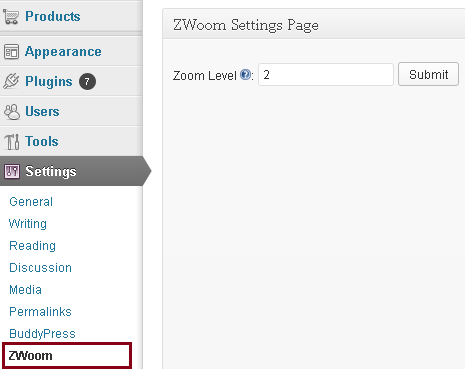 Products
Appearance
Plugins 7
Users
Tools
Settings
General
Writing
Reading
Discussion
Media
Permalinks
BuddyPress
ZWoom
ZWoom Settings Page
Zoom Level ?: 2 Submit